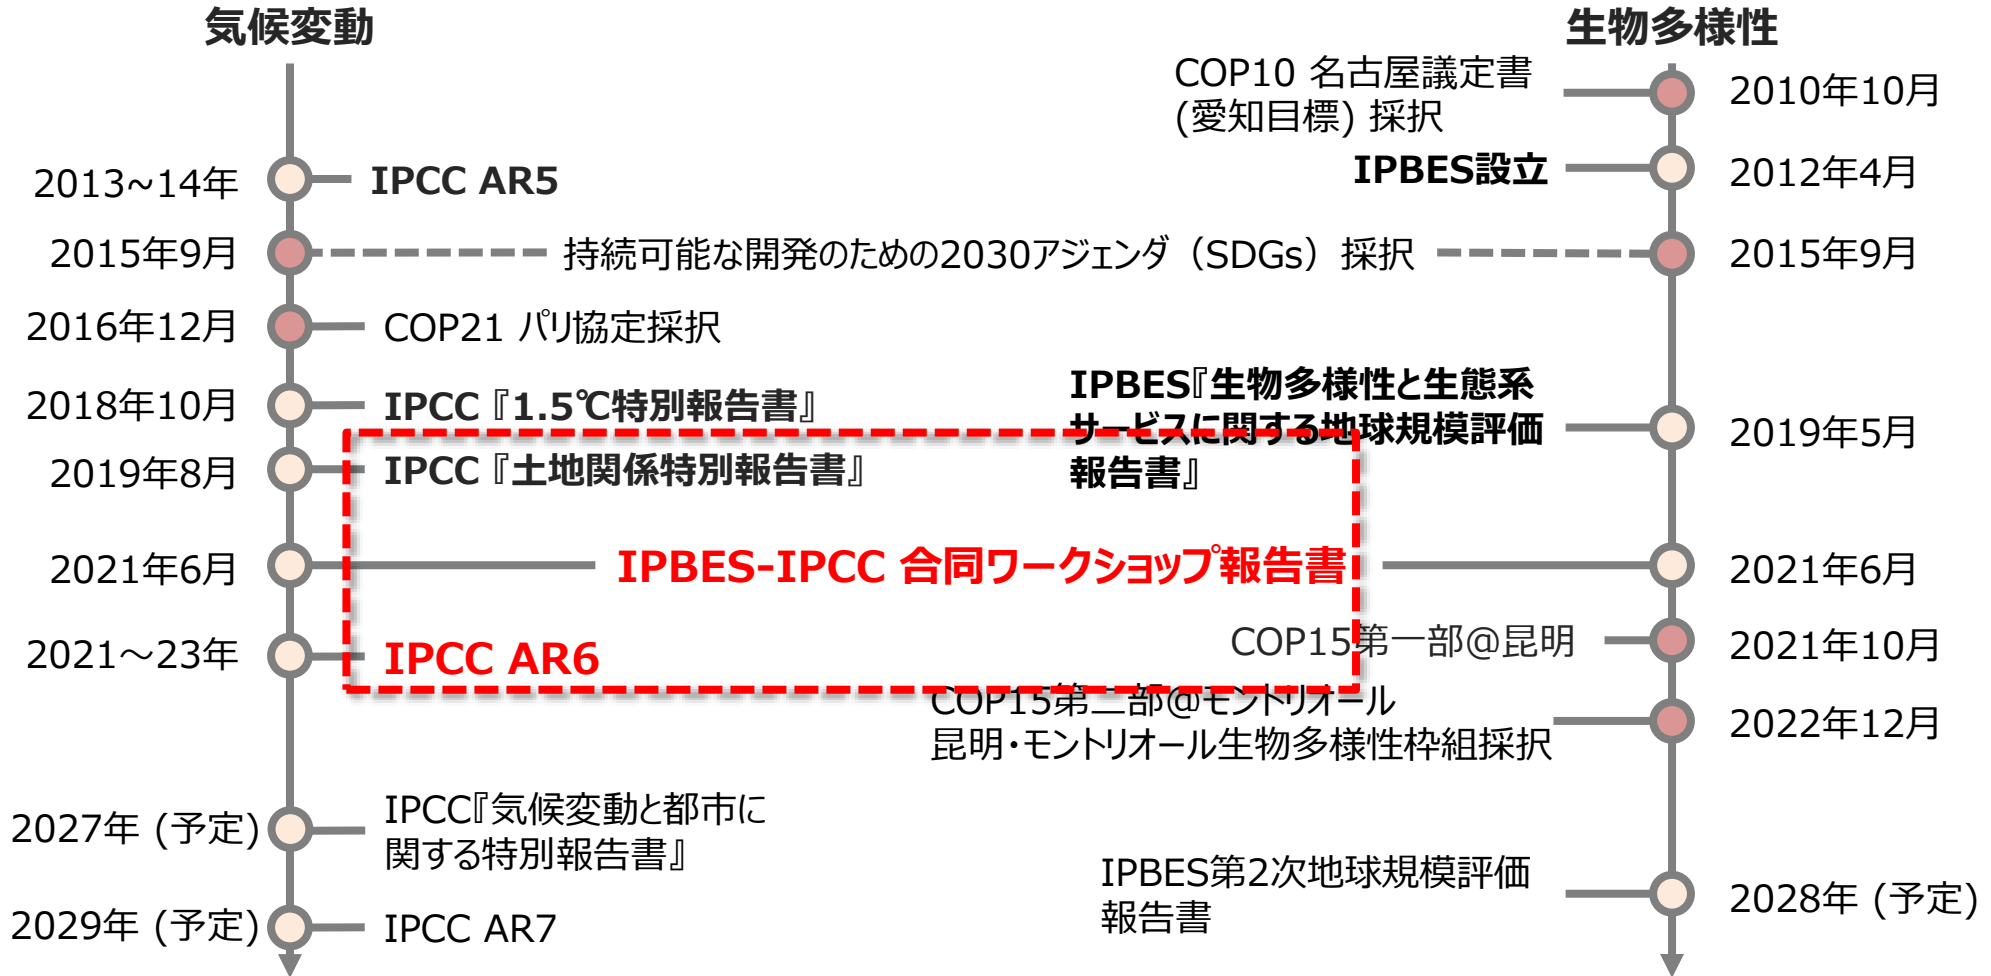 気候変動
生物多様性
COP10 名古屋議定書
(愛知目標) 採択
2010年10月
IPBES設立
2012年4月
2013~14年
IPCC AR5
2015年9月
持続可能な開発のための2030アジェンダ（SDGs）採択
2015年9月
2016年12月
COP21 パリ協定採択
2018年10月
IPCC『1.5℃特別報告書』
IPBES『生物多様性と生態系
サービスに関する地球規模評価
報告書』
2019年5月
2019年8月
IPCC『土地関係特別報告書』
2021年6月
IPBES-IPCC 合同ワークショップ報告書
2021年6月
COP15第一部@昆明
2021年10月
2021～23年
IPCC AR6
COP15第二部@モントリオール
昆明・モントリオール生物多様性枠組採択
2022年12月
2027年 (予定)
IPCC『気候変動と都市に
関する特別報告書』
IPBES第2次地球規模評価
報告書
2028年 (予定)
2029年 (予定)
IPCC AR7